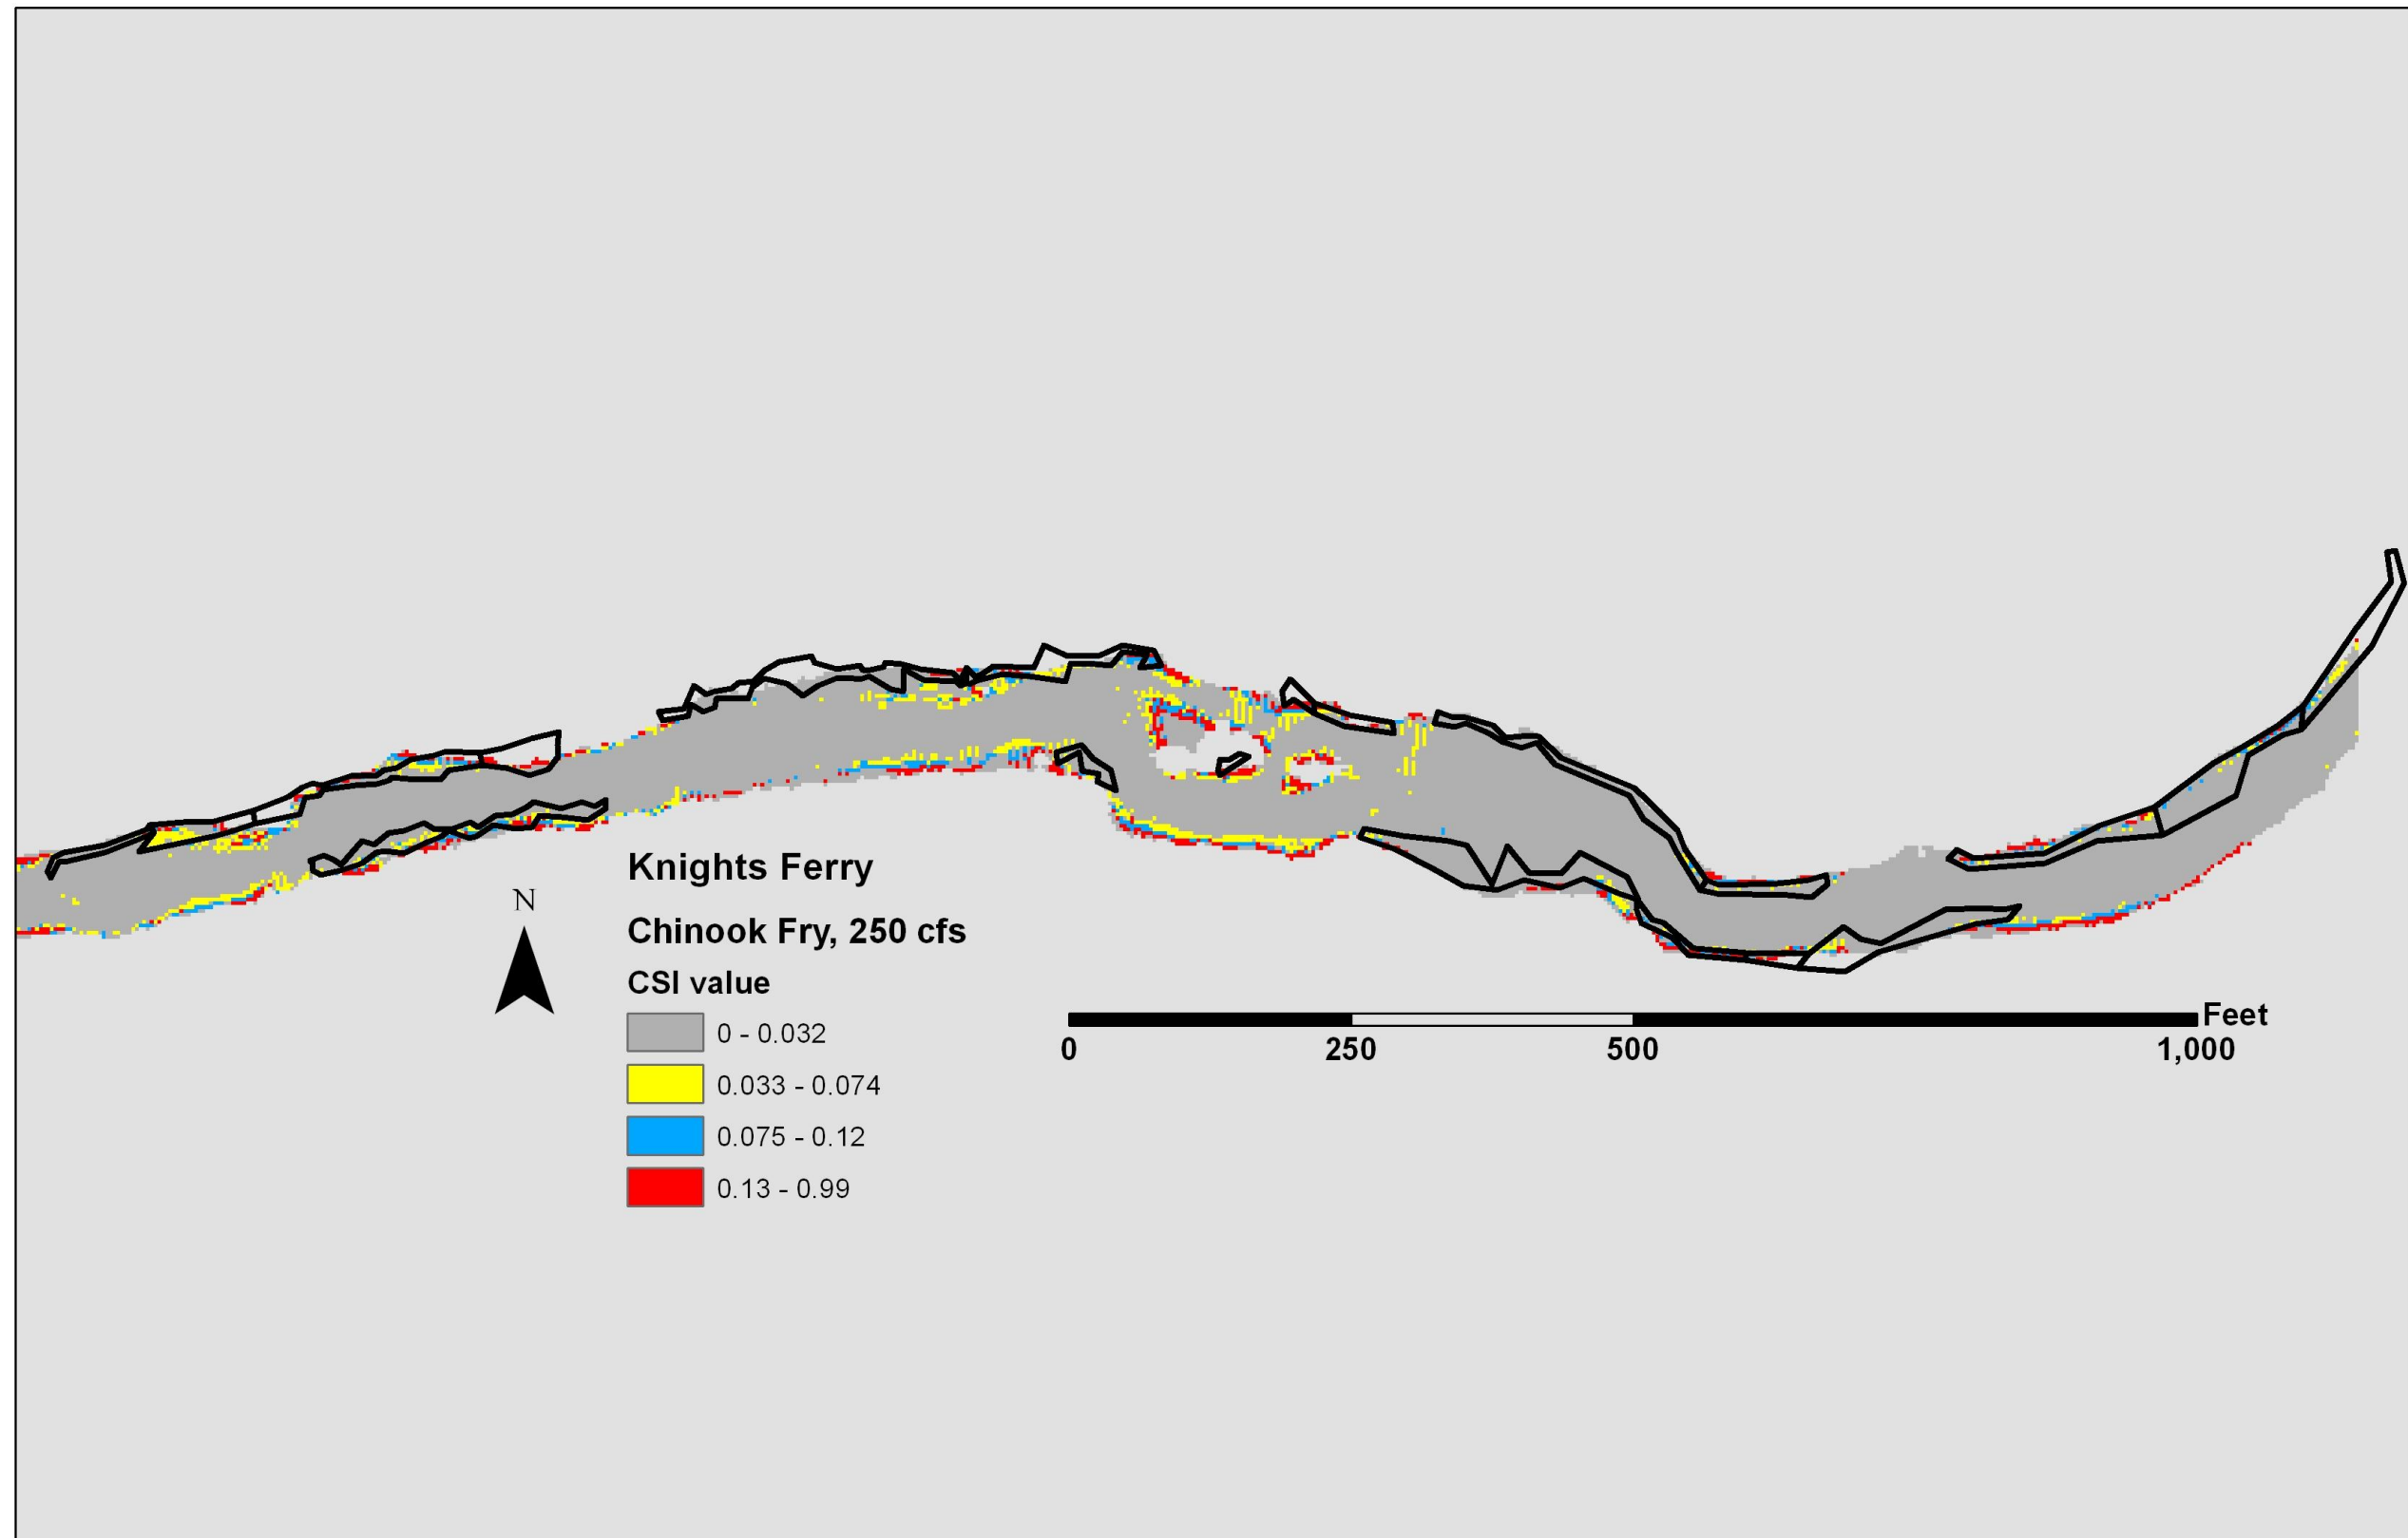 Knights Ferry
N
Chinook Fry, 250 cfs
CSI value
0 - 0.032
0.033 - 0.074
0.075 - 0.12
0.13 - 0.99
Feet
0 250 500 1,000